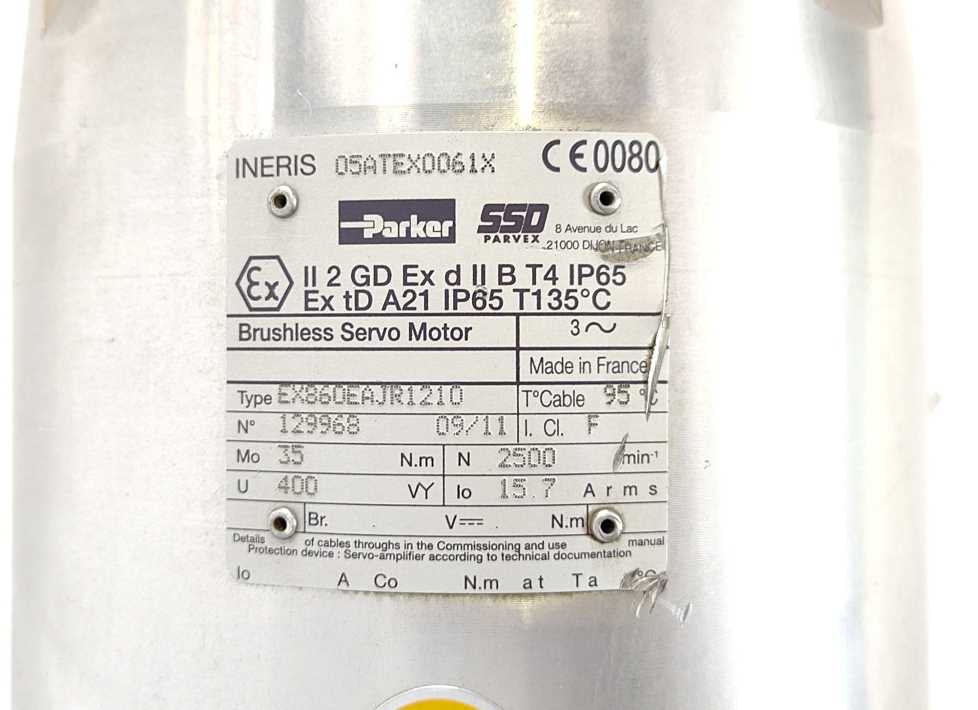 INERIS 05ATEX0061X CE0080
Parker SSD PARVEX 8 Avenue du Lac
21000 DIJON FRANCE
Ex II 2 GD Ex d II B T4 IP65
Ex tD A21 IP65 T135°C
Brushless Servo Motor 3~
Made in France
Type EX860EAJR1210 T°Cable 95 °C
N° 129968 09/11 I. Cl. F
Mo 35 N.m N 2500 min-1
U 400 VY Io 15.7 Arms
Br. V N.m
Details of cables throughs in the Commissioning and use manual
Protection device : Servo-amplifier according to technical documentation
Io A Co N.m at Ta °C